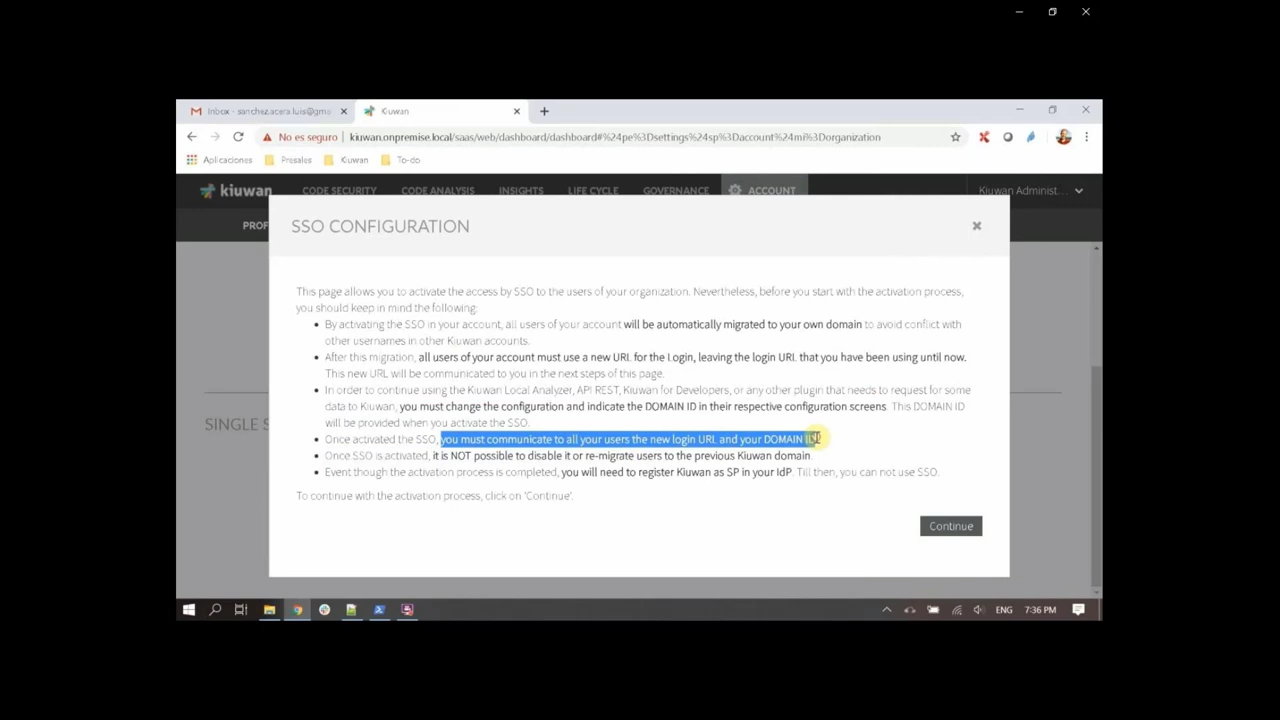 Inbox - sanchez.acera.luis@gma
Kiuwan
No es seguro
kiuwan.onpremise.local/saas/web/dashboard/dashboard#%24pe%3Dsettings%24sp%3Daccount%24mi%3Dorganization
Aplicaciones Presales Kiuwan To-do
kiuwan CODE SECURITY CODE ANALYSIS INSIGHTS LIFE CYCLE GOVERNANCE ACCOUNT Kiuwan Administ...
PROF
SSO CONFIGURATION
This page allows you to activate the access by SSO to the users of your organization. Nevertheless, before you start with the activation process,
you should keep in mind the following:
By activating the SSO in your account, all users of your account will be automatically migrated to your own domain to avoid conflict with
other usernames in other Kiuwan accounts.
After this migration, all users of your account must use a new URL for the Login, leaving the login URL that you have been using until now.
This new URL will be communicated to you in the next steps of this page.
In order to continue using the Kiuwan Local Analyzer, API REST, Kiuwan for Developers, or any other plugin that needs to request for some
data to Kiuwan, you must change the configuration and indicate the DOMAIN ID in their respective configuration screens. This DOMAIN ID
will be provided when you activate the SSO.
SINGLE S
Once activated the SSO, you must communicate to all your users the new login URL and your DOMAIN ID
Once SSO is activated, it is NOT possible to disable it or re-migrate users to the previous Kiuwan domain.
Event though the activation process is completed, you will need to register Kiuwan as SP in your IdP. Till then, you can not use SSO.
To continue with the activation process, click on 'Continue'.
Continue
ENG 7:36 PM